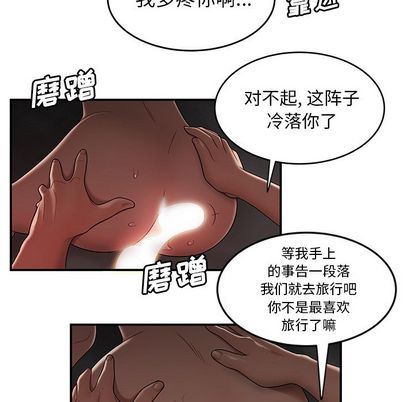 我多疼你啊...
靠近
磨蹭
对不起，这阵子
冷落你了
磨蹭
等我手上
的事告一段落
我们就去旅行吧
你不是最喜欢
旅行了嘛